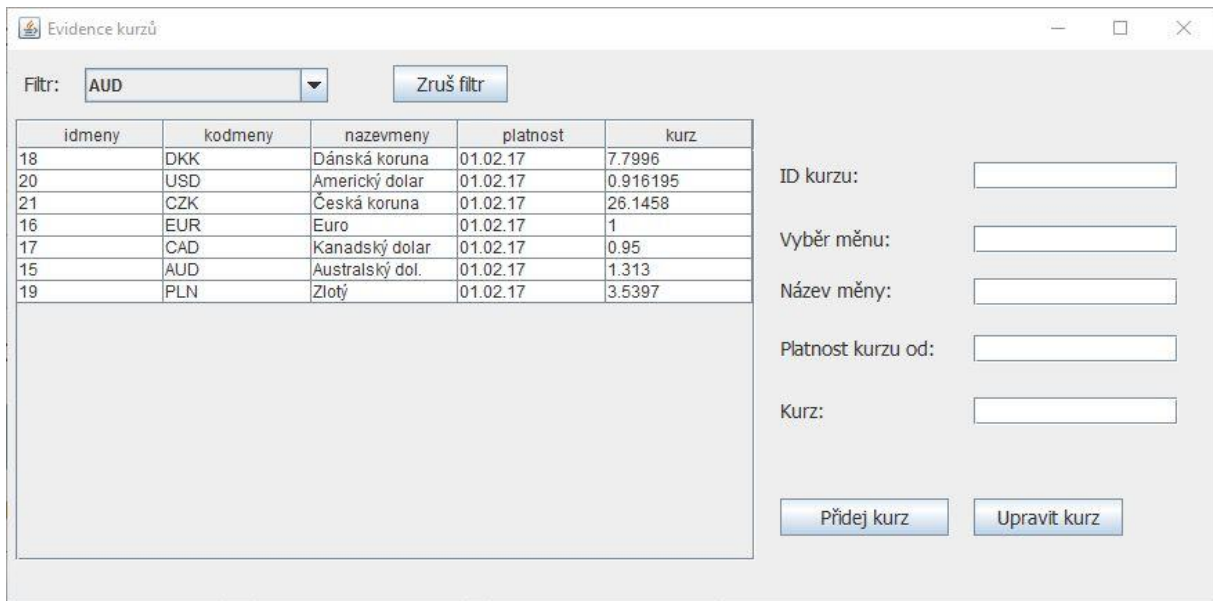 Evidence kurzů
Filtr: AUD Zruš filtr
idmeny kodmeny nazevmeny platnost kurz
18 DKK Dánská koruna 01.02.17 7.7996
20 USD Americký dolar 01.02.17 0.916195
21 CZK Česká koruna 01.02.17 26.1458
16 EUR Euro 01.02.17 1
17 CAD Kanadský dolar 01.02.17 0.95
15 AUD Australský dol. 01.02.17 1.313
19 PLN Zlotý 01.02.17 3.5397
ID kurzu:
Vyběr měnu:
Název měny:
Platnost kurzu od:
Kurz:
Přidej kurz Upravit kurz